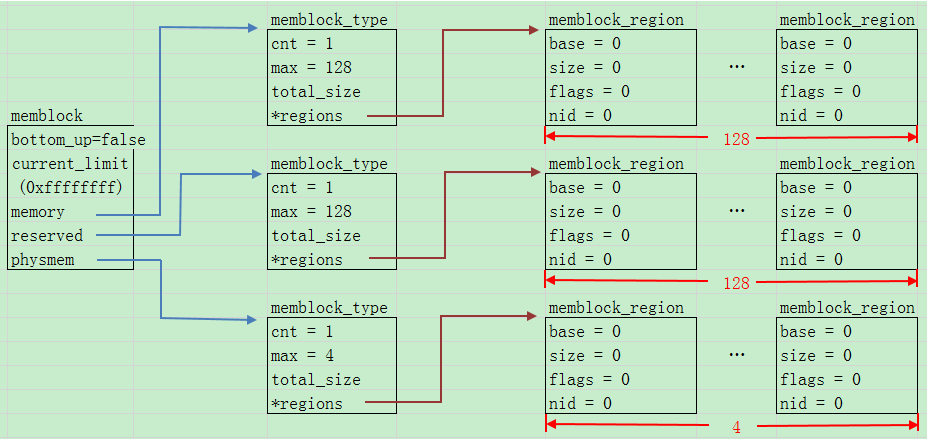 memblock
bottom_up=false
current_limit
(0xffffffff)
memory
reserved
physmem
memblock_type
cnt = 1
max = 128
total_size
*regions
memblock_region
base = 0
size = 0
flags = 0
nid = 0
…
memblock_region
base = 0
size = 0
flags = 0
nid = 0
128
memblock_type
cnt = 1
max = 128
total_size
*regions
memblock_region
base = 0
size = 0
flags = 0
nid = 0
…
memblock_region
base = 0
size = 0
flags = 0
nid = 0
128
memblock_type
cnt = 1
max = 4
total_size
*regions
memblock_region
base = 0
size = 0
flags = 0
nid = 0
…
memblock_region
base = 0
size = 0
flags = 0
nid = 0
4